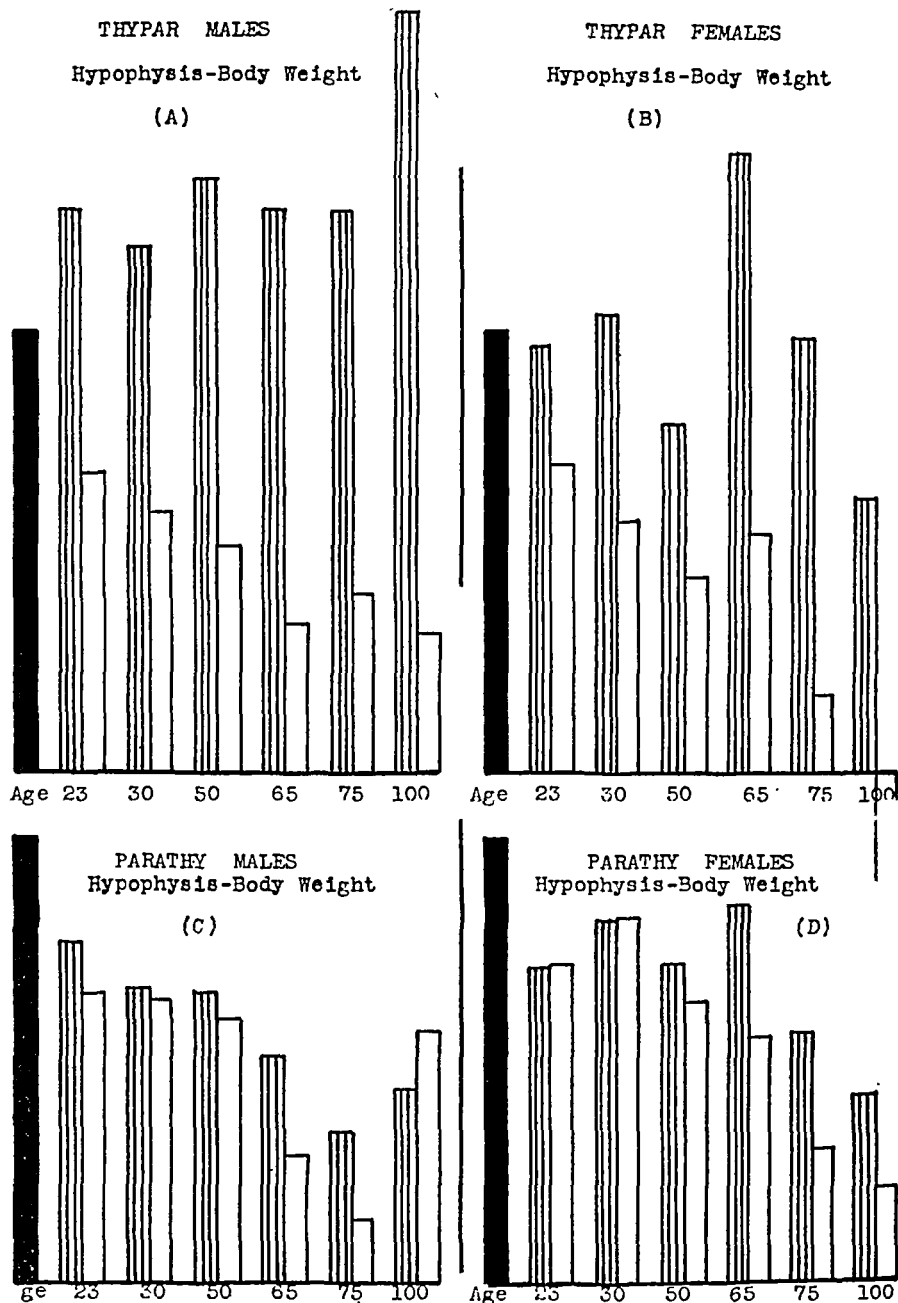 THYPAR MALES
Hypophysis-Body Weight
(A)
THYPAR FEMALES
Hypophysis-Body Weight
(B)
Age 23 30 50 65 75 100
Age 23 30 50 65 75 100
PARATHY MALES
Hypophysis-Body Weight
(C)
PARATHY FEMALES
Hypophysis-Body Weight
(D)
ge 23 30 50 65 75 100
Age 23 30 50 65 75 100